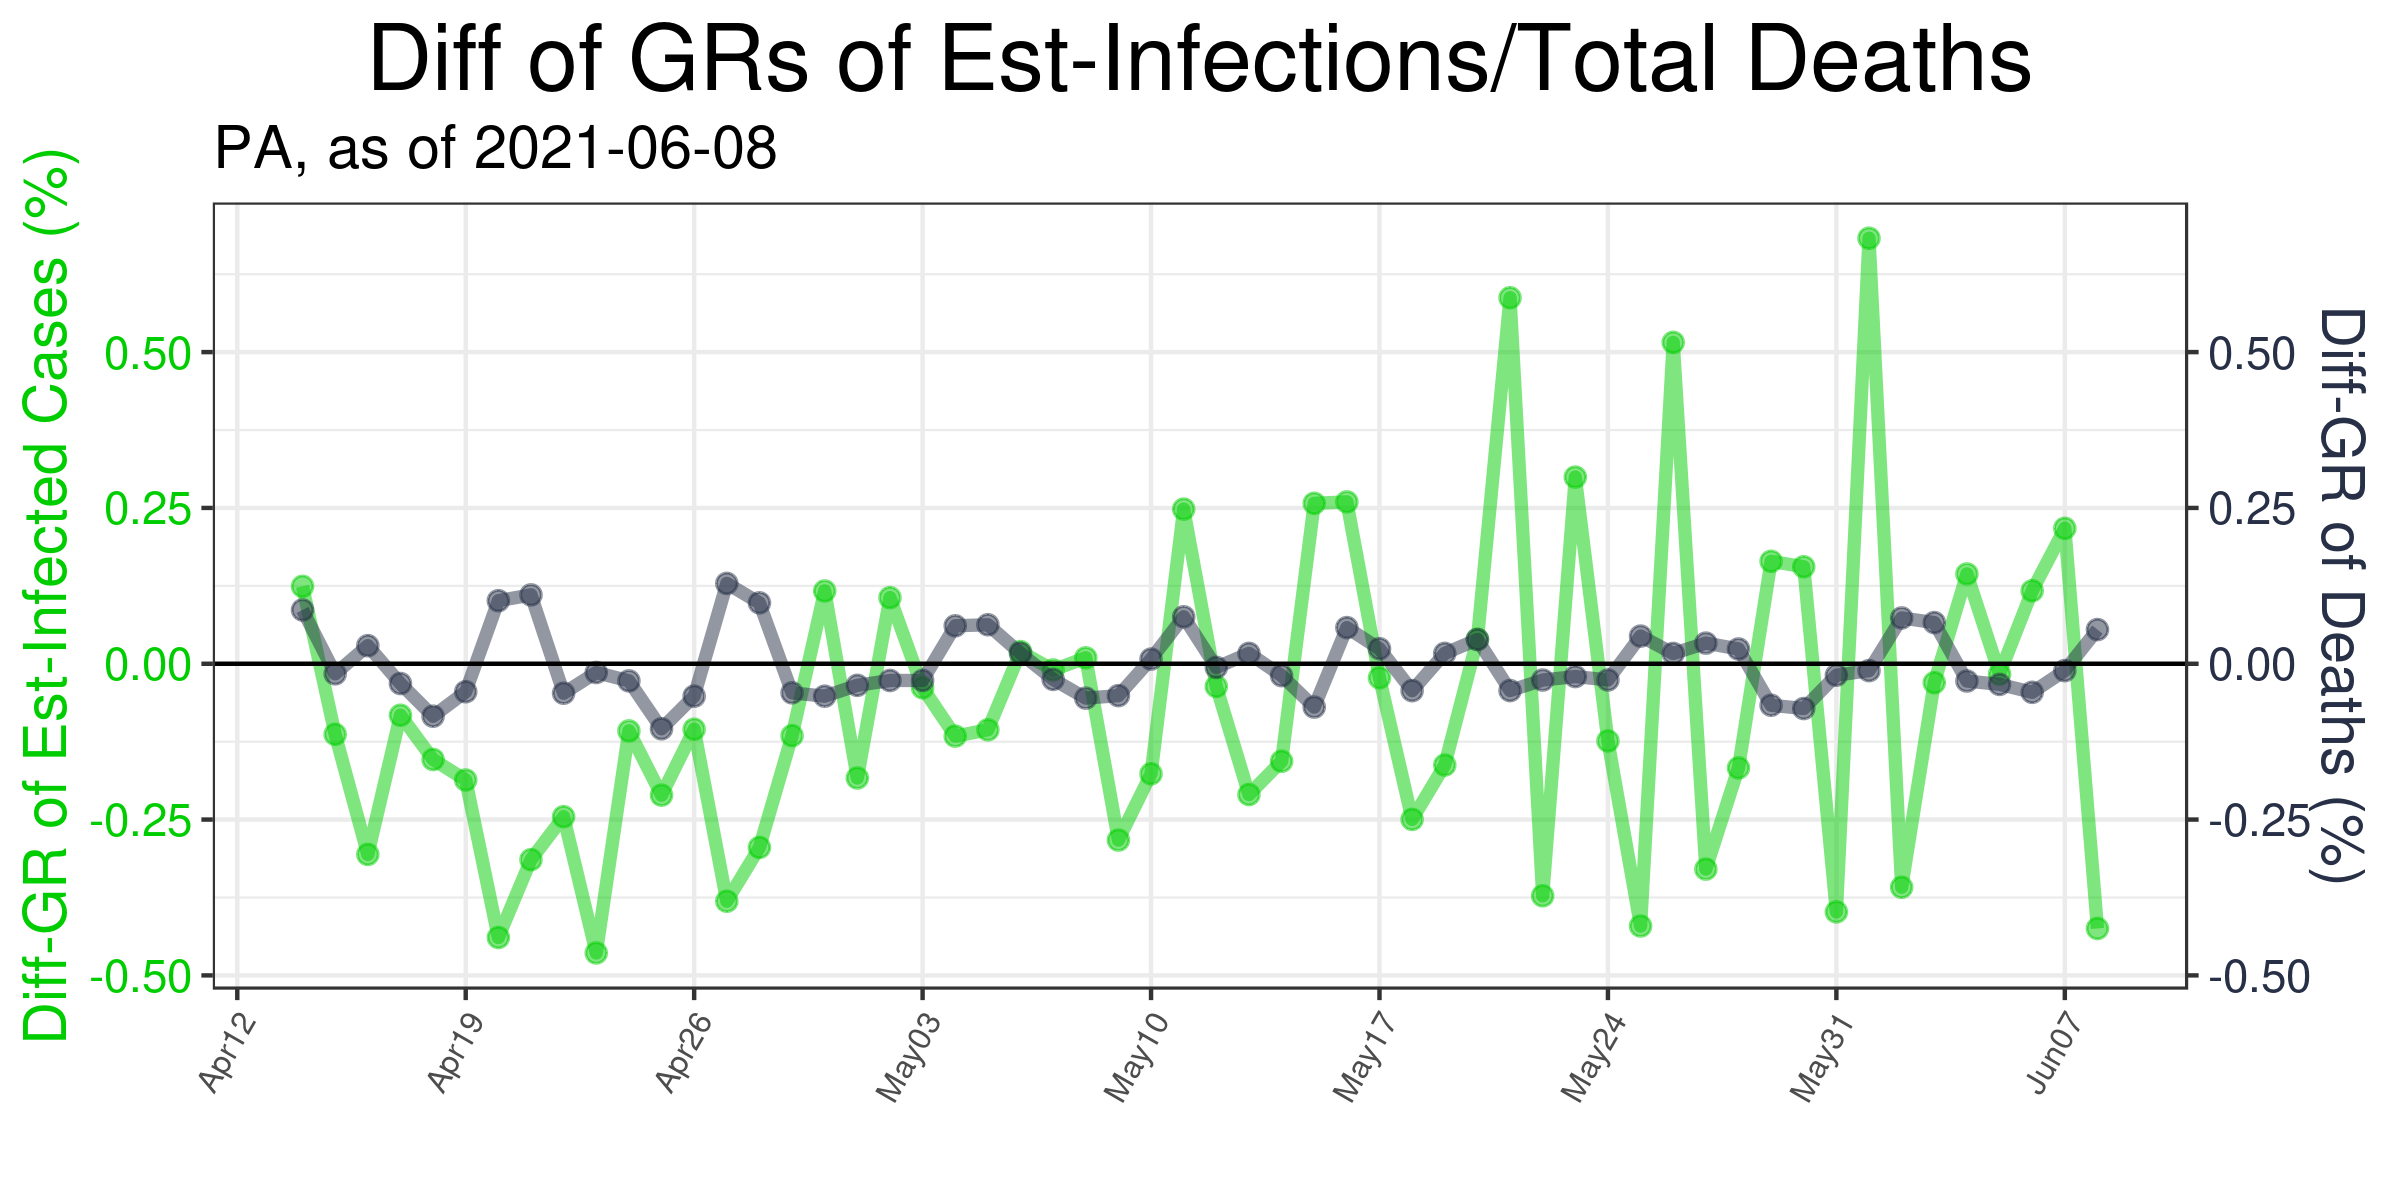 Diff of GRs of Est-Infections/Total Deaths
PA, as of 2021-06-08
Diff-GR of Est-Infected Cases (%)
0.50
0.25
0.00
-0.25
-0.50
0.50
0.25
0.00
-0.25
-0.50
Diff-GR of Deaths (%)
Apr12
Apr19
Apr26
May03
May10
May17
May24
May31
Jun07